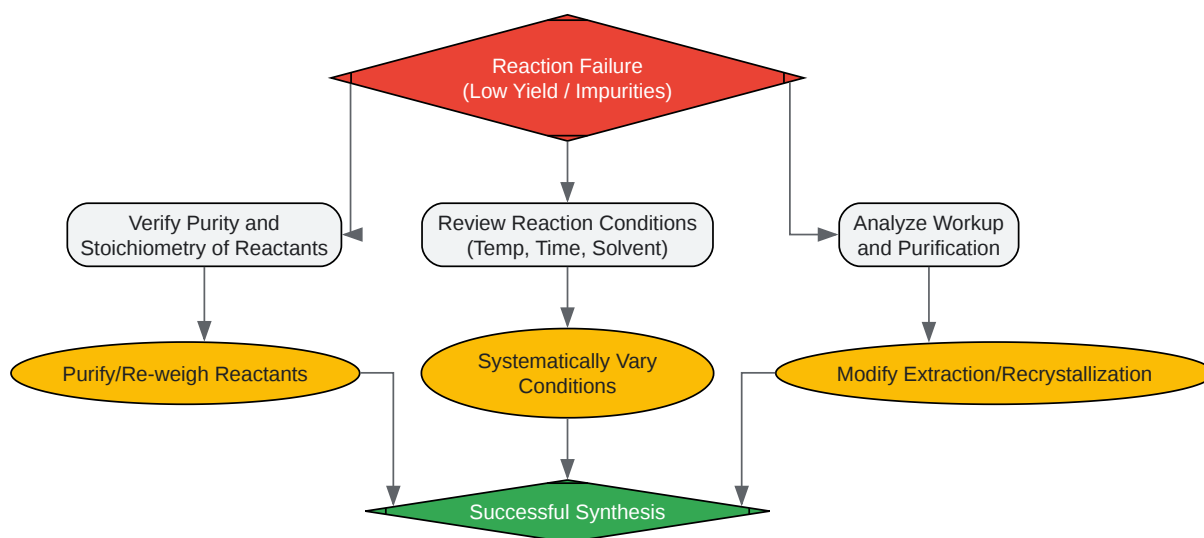 Reaction Failure
(Low Yield / Impurities)
Verify Purity and
Stoichiometry of Reactants
Review Reaction Conditions
(Temp, Time, Solvent)
Analyze Workup
and Purification
Purify/Re-weigh Reactants
Systematically Vary
Conditions
Modify Extraction/Recrystallization
Successful Synthesis